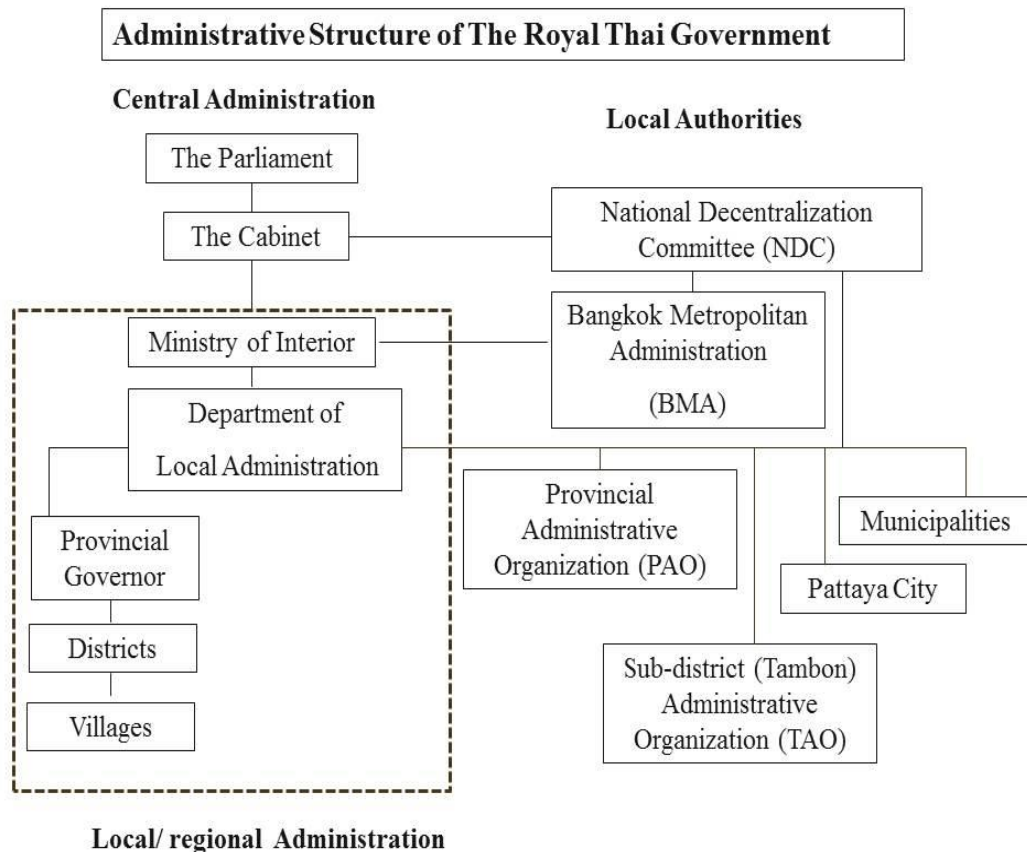 Administrative Structure of The Royal Thai Government
Central Administration
Local Authorities
The Parliament
The Cabinet
National Decentralization
Committee (NDC)
Ministry of Interior
Bangkok Metropolitan
Administration
(BMA)
Department of
Local Administration
Provincial
Governor
Districts
Villages
Provincial
Administrative
Organization (PAO)
Municipalities
Pattaya City
Sub-district (Tambon)
Administrative
Organization (TAO)
Local/ regional Administration